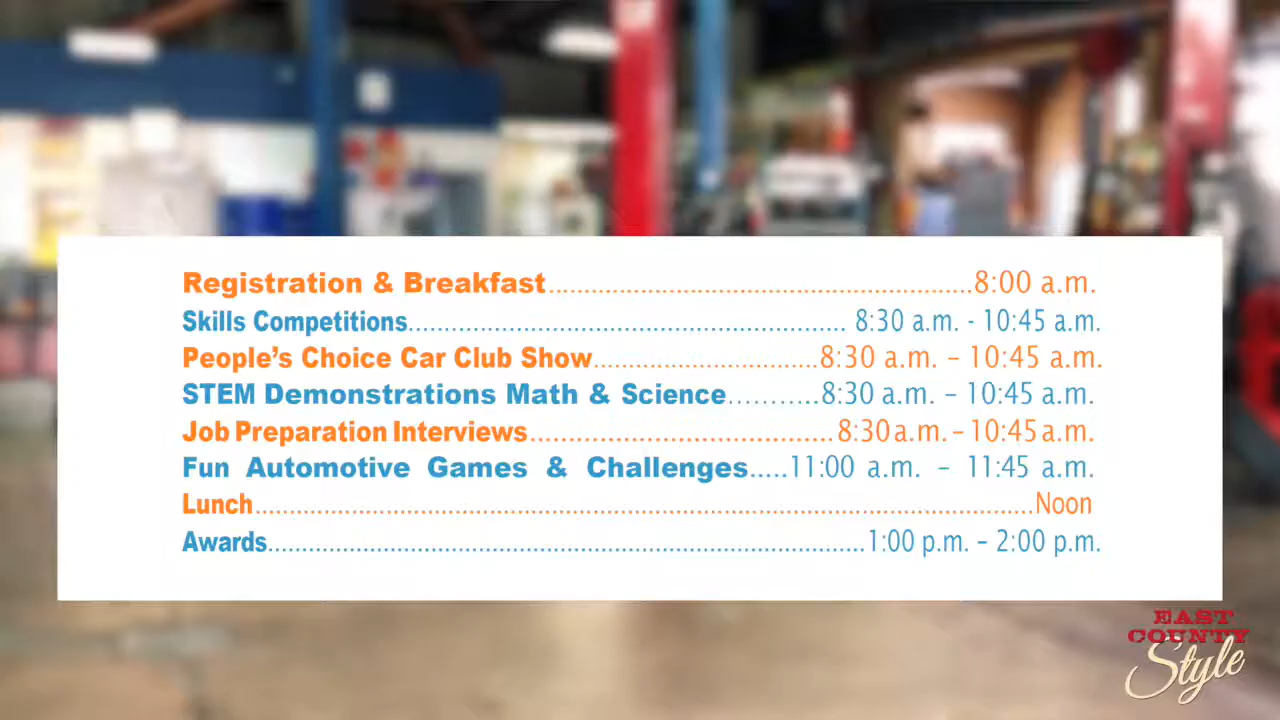 Registration & Breakfast..................................................8:00 a.m.
Skills Competitions.................................................... 8:30 a.m. - 10:45 a.m.
People’s Choice Car Club Show..........................8:30 a.m. – 10:45 a.m.
STEM Demonstrations Math & Science………..8:30 a.m. – 10:45 a.m.
Job Preparation Interviews.................................... 8:30 a.m. – 10:45 a.m.
Fun Automotive Games & Challenges.....11:00 a.m. – 11:45 a.m.
Lunch............................................................................................Noon
Awards.......................................................................1:00 p.m. – 2:00 p.m.
EAST
COUNTY
Style